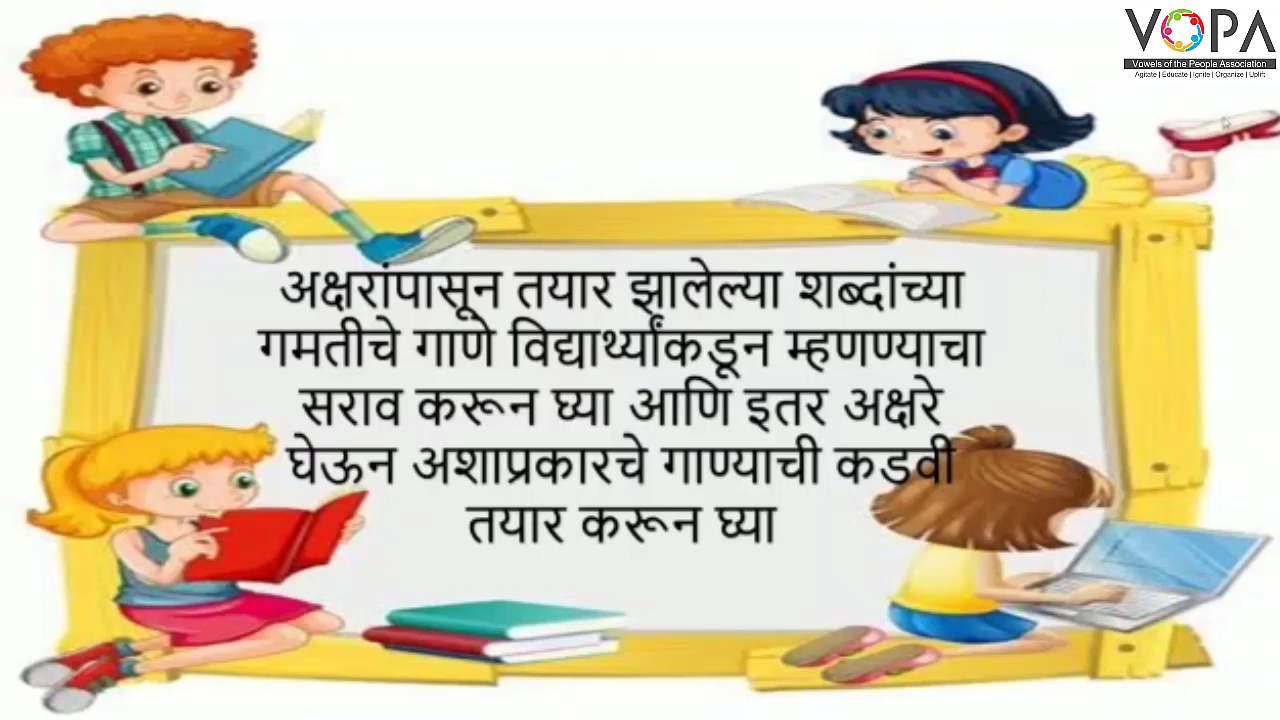 VOPA
Vowels of the People Association
Agitate | Educate | Ignite | Organize | Uplift
अक्षरांपासून तयार झालेल्या शब्दांच्या
गमतीचे गाणे विद्यार्थ्यांकडून म्हणण्याचा
सराव करून घ्या आणि इतर अक्षरे
घेऊन अशाप्रकारचे गाण्याची कडवी
तयार करून घ्या